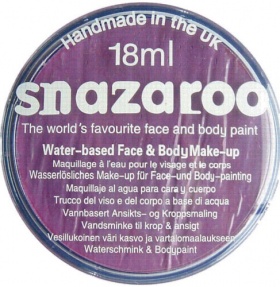 Handmade in the UK
18ml
snazaroo
The world's favourite face and body paint
Water-based Face & Body Make-up
Maquillage à l'eau pour le visage et le corps
Wasserlösliches Make-up für Face-und Body-painting
Maquillaje al agua para cara y cuerpo
Trucco del viso e del corpo a base di acqua
Vannbasert Ansikts- og Kroppsmaling
Vandsminke til krop & ansigt
Vesiliukoinen väri kasvo ja vartalomaalaukseen
Waterschmink & Bodypaint